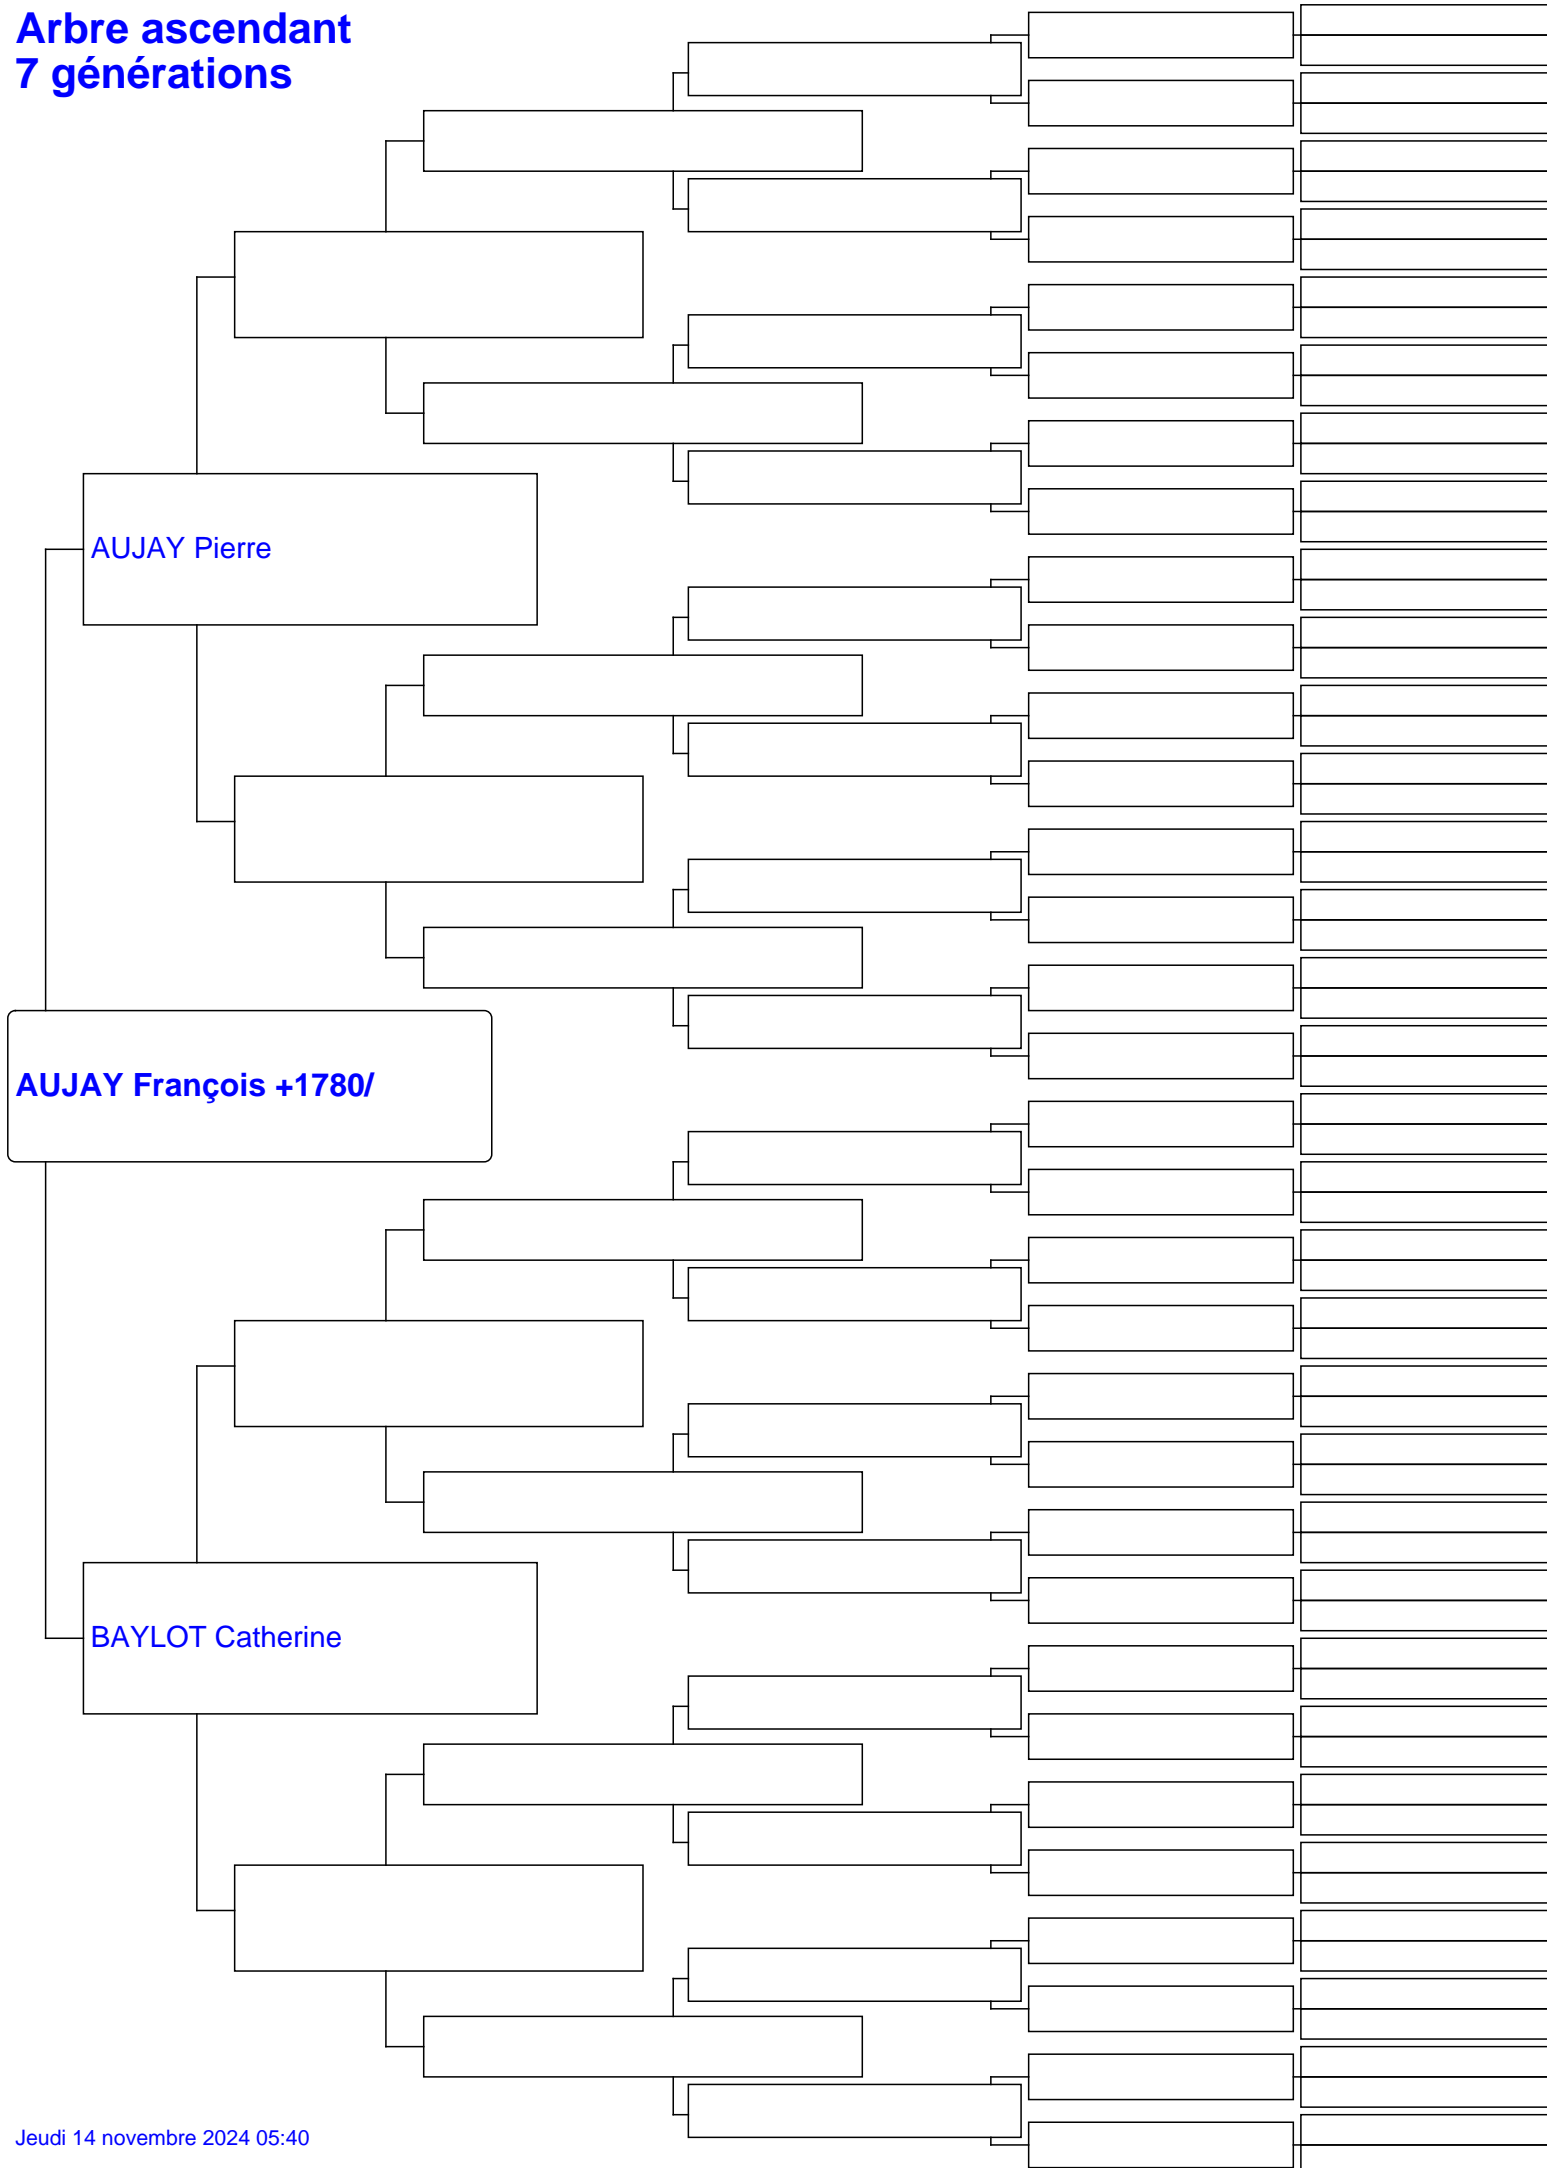 Arbre ascendant
7 générations
AUJAY Pierre
AUJAY François +1780/
BAYLOT Catherine
Jeudi 14 novembre 2024 05:40